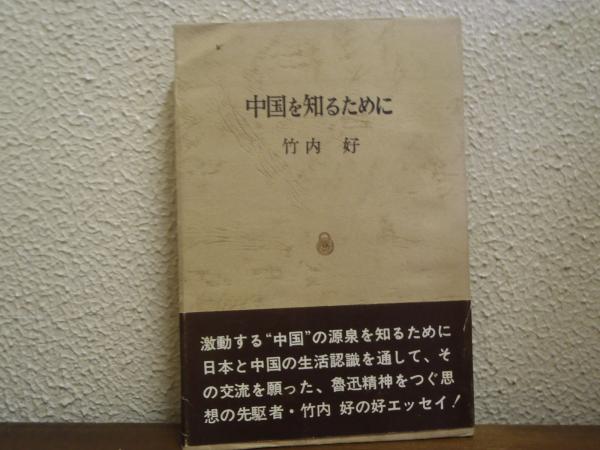 中国を知るために
竹内 好
激動する“中国”の源泉を知るために
日本と中国の生活認識を通して、そ
の交流を願った、魯迅精神をつぐ思
想の先駆者・竹内 好の好エッセイ!